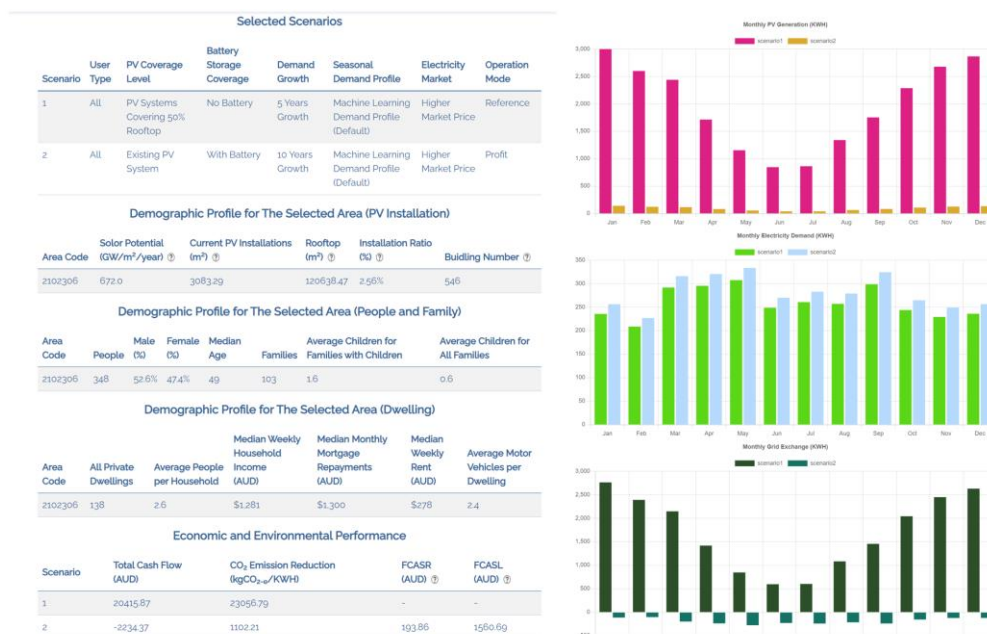 Selected Scenarios
Scenario User Type PV Coverage Level Battery Storage Coverage Demand Growth Seasonal Demand Profile Electricity Market Operation Mode
1 All PV Systems Covering 50% Rooftop No Battery 5 Years Growth Machine Learning Demand Profile (Default) Higher Market Price Reference
2 All Existing PV System With Battery 10 Years Growth Machine Learning Demand Profile (Default) Higher Market Price Profit
Demographic Profile for The Selected Area (PV Installation)
Area Code Solor Potential (GW/m²/year) Current PV Installations (m²) Rooftop (m²) Installation Ratio (%) Buidling Number
2102306 672.0 3083.29 120638.47 2.56% 546
Demographic Profile for The Selected Area (People and Family)
Area Code People Male (%) Female (%) Median Age Families Average Children for Families with Children Average Children for All Families
2102306 348 52.6% 47.4% 49 103 1.6 0.6
Demographic Profile for The Selected Area (Dwelling)
Area Code All Private Dwellings Average People per Household Median Weekly Household Income (AUD) Median Monthly Mortgage Repayments (AUD) Median Weekly Rent (AUD) Average Motor Vehicles per Dwelling
2102306 138 2.6 $1,281 $1,300 $278 2.4
Economic and Environmental Performance
Scenario Total Cash Flow (AUD) CO₂ Emission Reduction (kgCO₂₋ₑ/KWH) FCASR (AUD) FCASL (AUD)
1 20415.87 23056.79 - -
2 -2234.37 1102.21 193.86 1560.69
Monthly PV Generation (KWH)
scenario1 scenario2
3,000
2,500
2,000
1,500
1,000
500
0
Jan Feb Mar Apr May Jun Jul Aug Sep Oct Nov Dec
Monthly Electricity Demand (KWH)
scenario1 scenario2
350
300
250
200
150
100
50
0
Jan Feb Mar Apr May Jun Jul Aug Sep Oct Nov Dec
Monthly Grid Exchange (KWH)
scenario1 scenario2
3,000
2,500
2,000
1,500
1,000
500
0